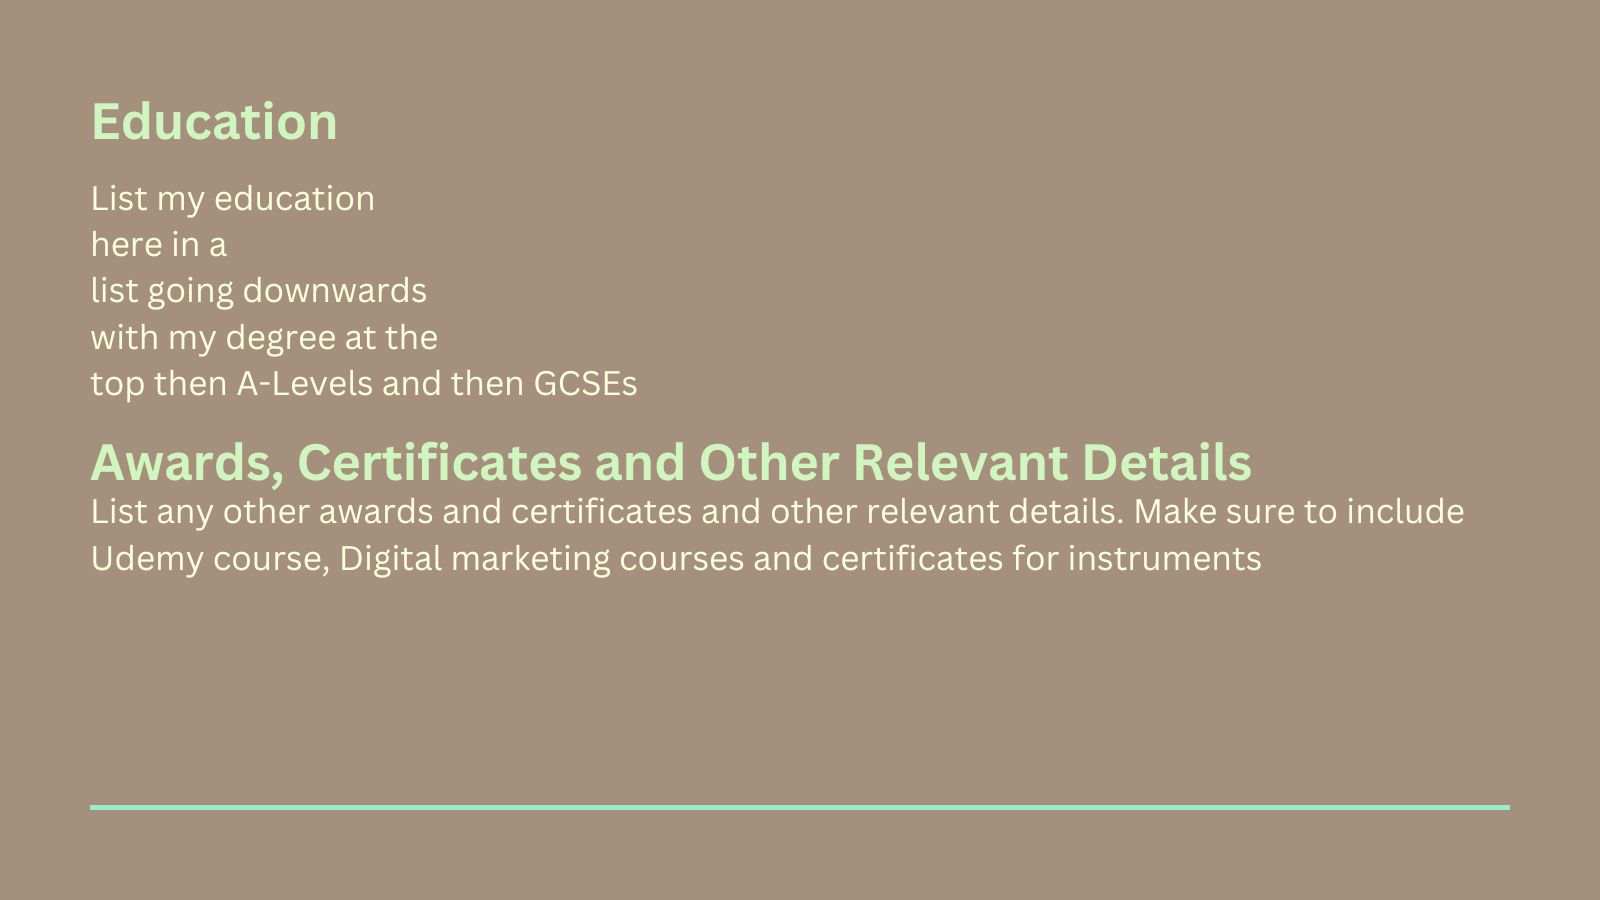 Education
List my education
here in a
list going downwards
with my degree at the
top then A-Levels and then GCSEs
Awards, Certificates and Other Relevant Details
List any other awards and certificates and other relevant details. Make sure to include
Udemy course, Digital marketing courses and certificates for instruments